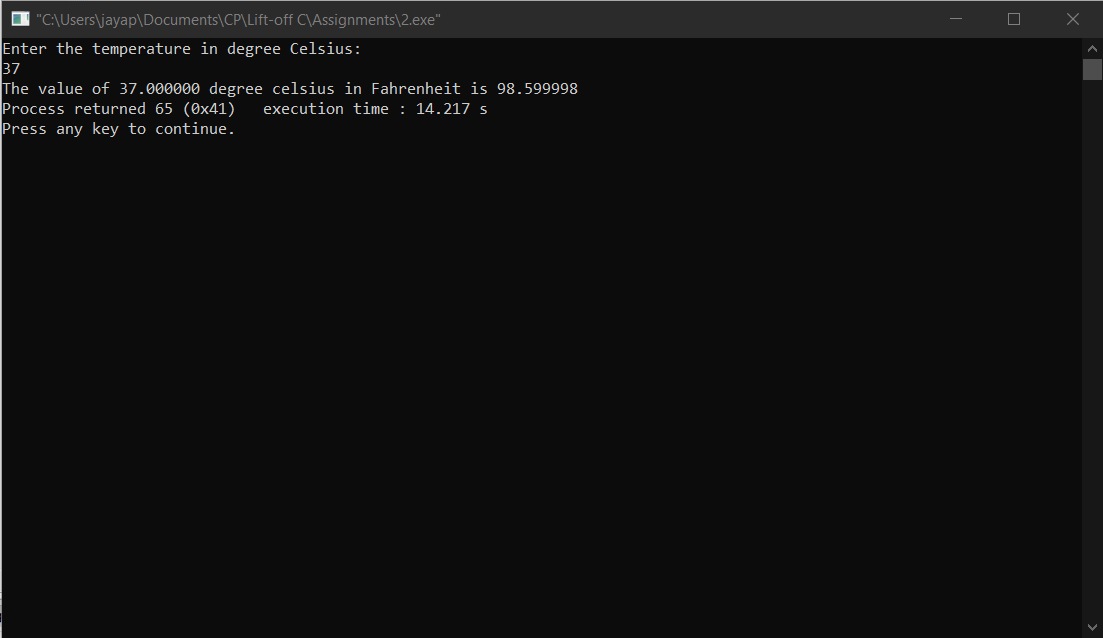 "C:\Users\jayap\Documents\CP\Lift-off C\Assignments\2.exe"
Enter the temperature in degree Celsius:
37
The value of 37.000000 degree celsius in Fahrenheit is 98.599998
Process returned 65 (0x41)   execution time : 14.217 s
Press any key to continue.